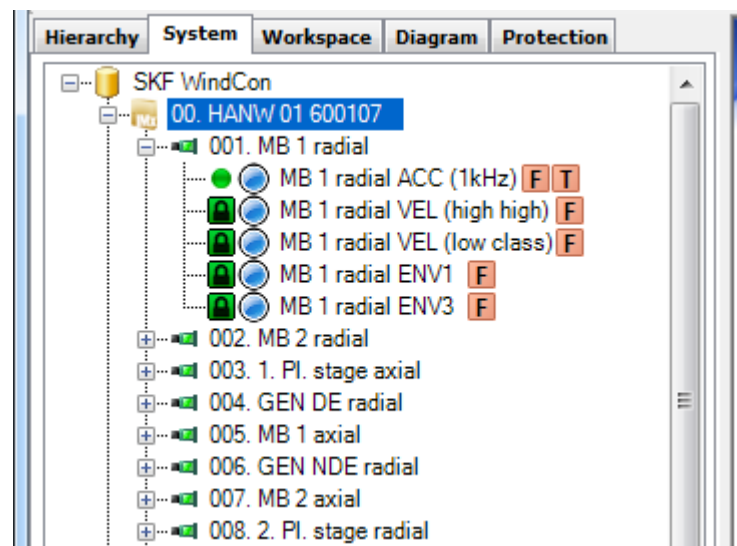 Hierarchy System Workspace Diagram Protection
SKF WindCon
Mx 00. HANW 01 600107
001. MB 1 radial
MB 1 radial ACC (1kHz) F T
MB 1 radial VEL (high high) F
MB 1 radial VEL (low class) F
MB 1 radial ENV1 F
MB 1 radial ENV3 F
002. MB 2 radial
003. 1. Pl. stage axial
004. GEN DE radial
005. MB 1 axial
006. GEN NDE radial
007. MB 2 axial
008. 2. Pl. stage radial